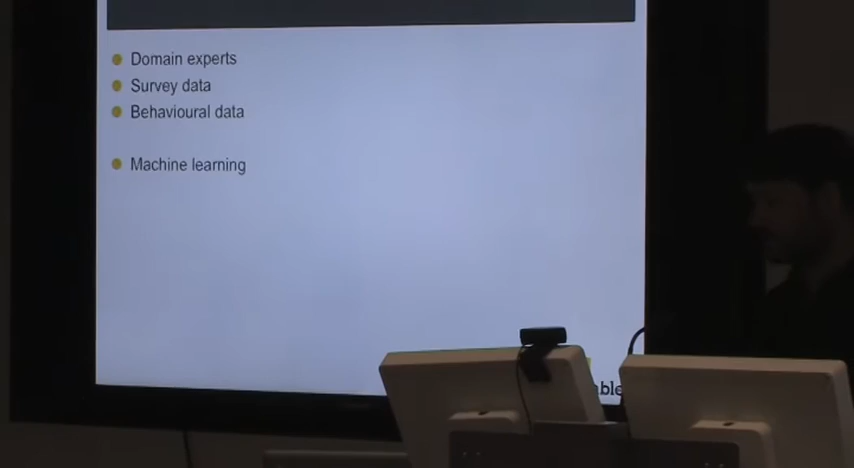 Domain experts
Survey data
Behavioural data
Machine learning